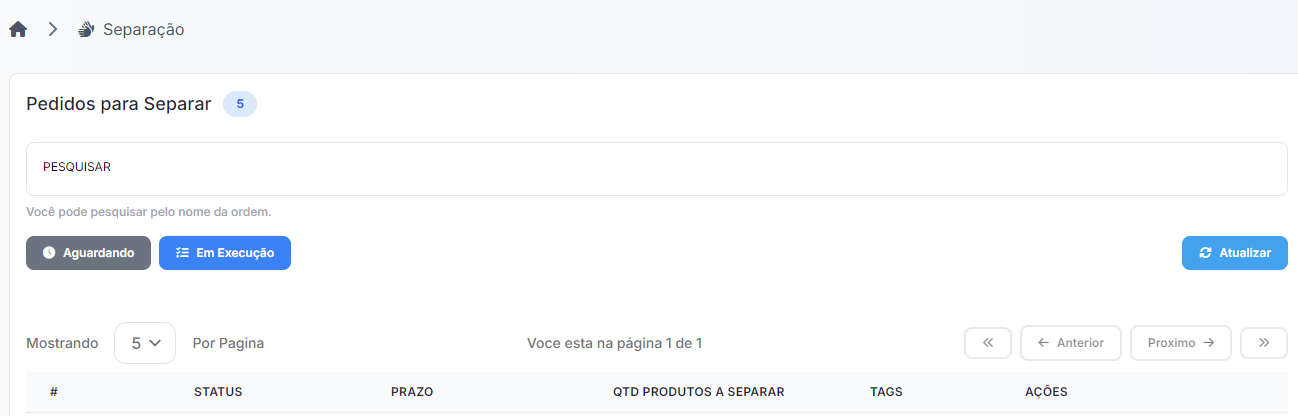 Separação
Pedidos para Separar 5
PESQUISAR
Você pode pesquisar pelo nome da ordem.
Aguardando Em Execução Atualizar
Mostrando 5 Por Pagina Voce esta na página 1 de 1 Anterior Proximo
# STATUS PRAZO QTD PRODUTOS A SEPARAR TAGS AÇÕES